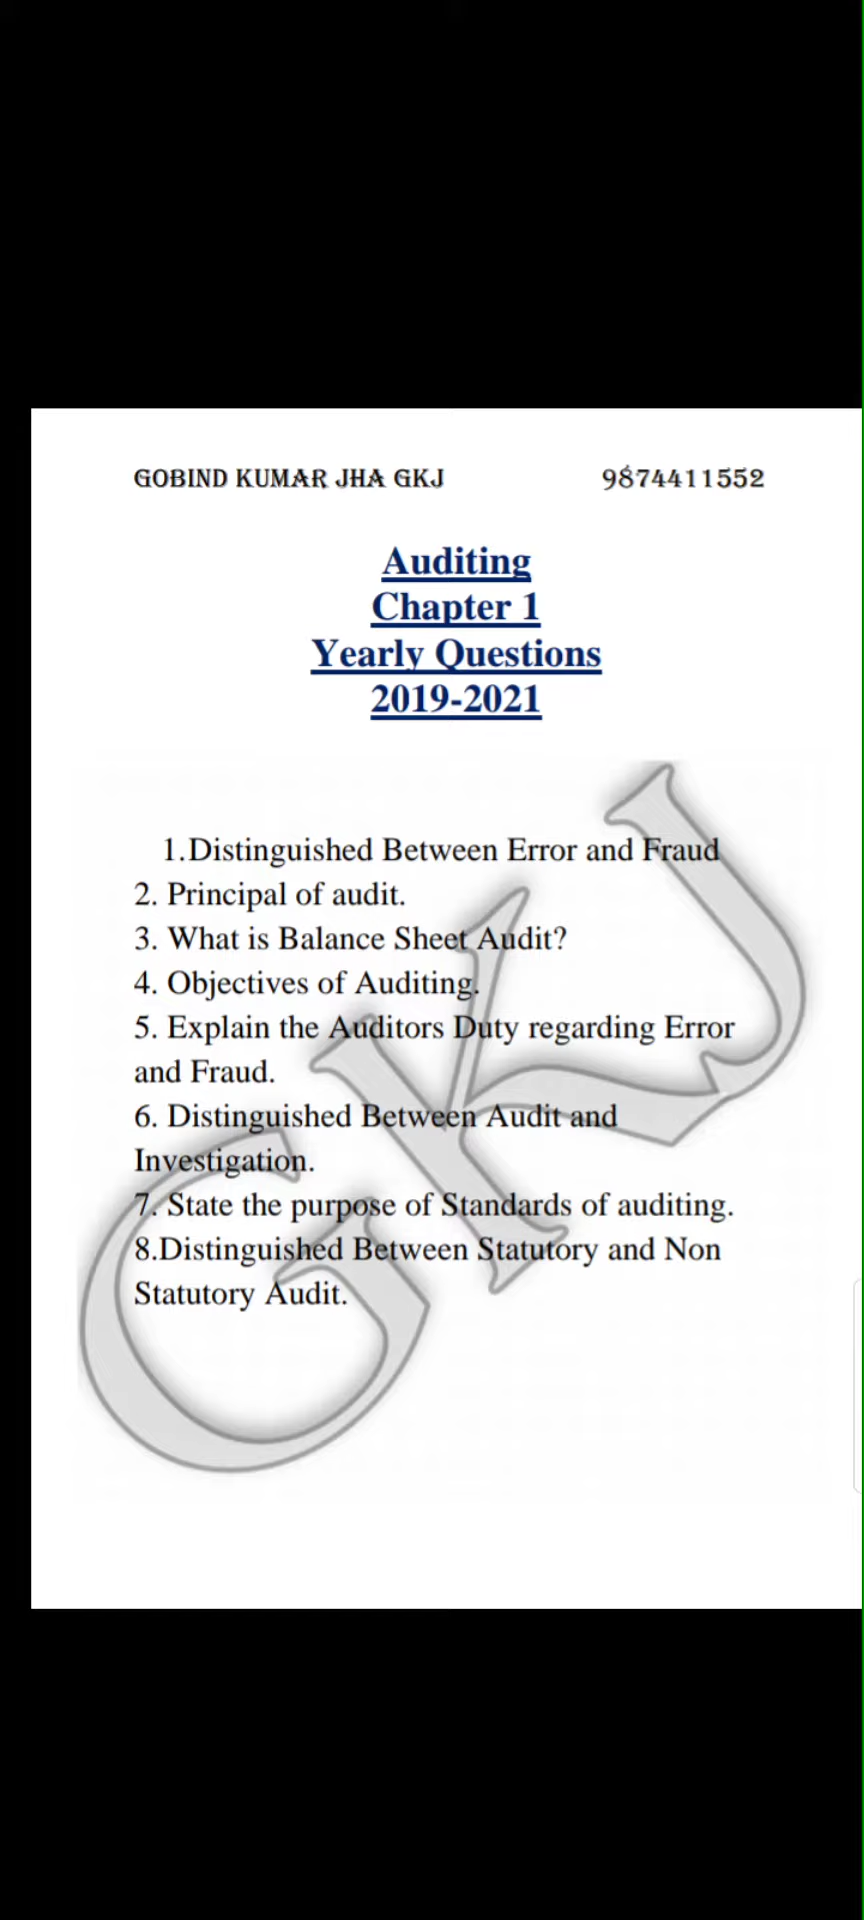 GOBIND KUMAR JHA GKJ 9874411552
Auditing
Chapter 1
Yearly Questions
2019-2021
1.Distinguished Between Error and Fraud
2. Principal of audit.
3. What is Balance Sheet Audit?
4. Objectives of Auditing.
5. Explain the Auditors Duty regarding Error
and Fraud.
6. Distinguished Between Audit and
Investigation.
7. State the purpose of Standards of auditing.
8.Distinguished Between Statutory and Non
Statutory Audit.
GKJ